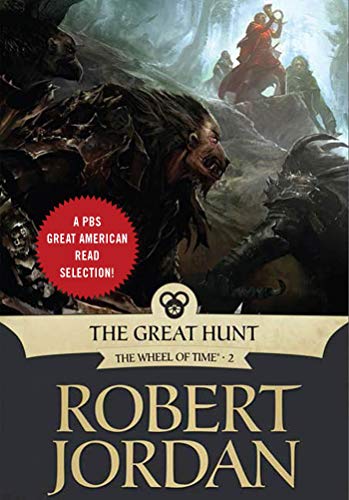 A PBS
GREAT AMERICAN
READ
SELECTION!
THE GREAT HUNT
THE WHEEL OF TIME® · 2
ROBERT
JORDAN